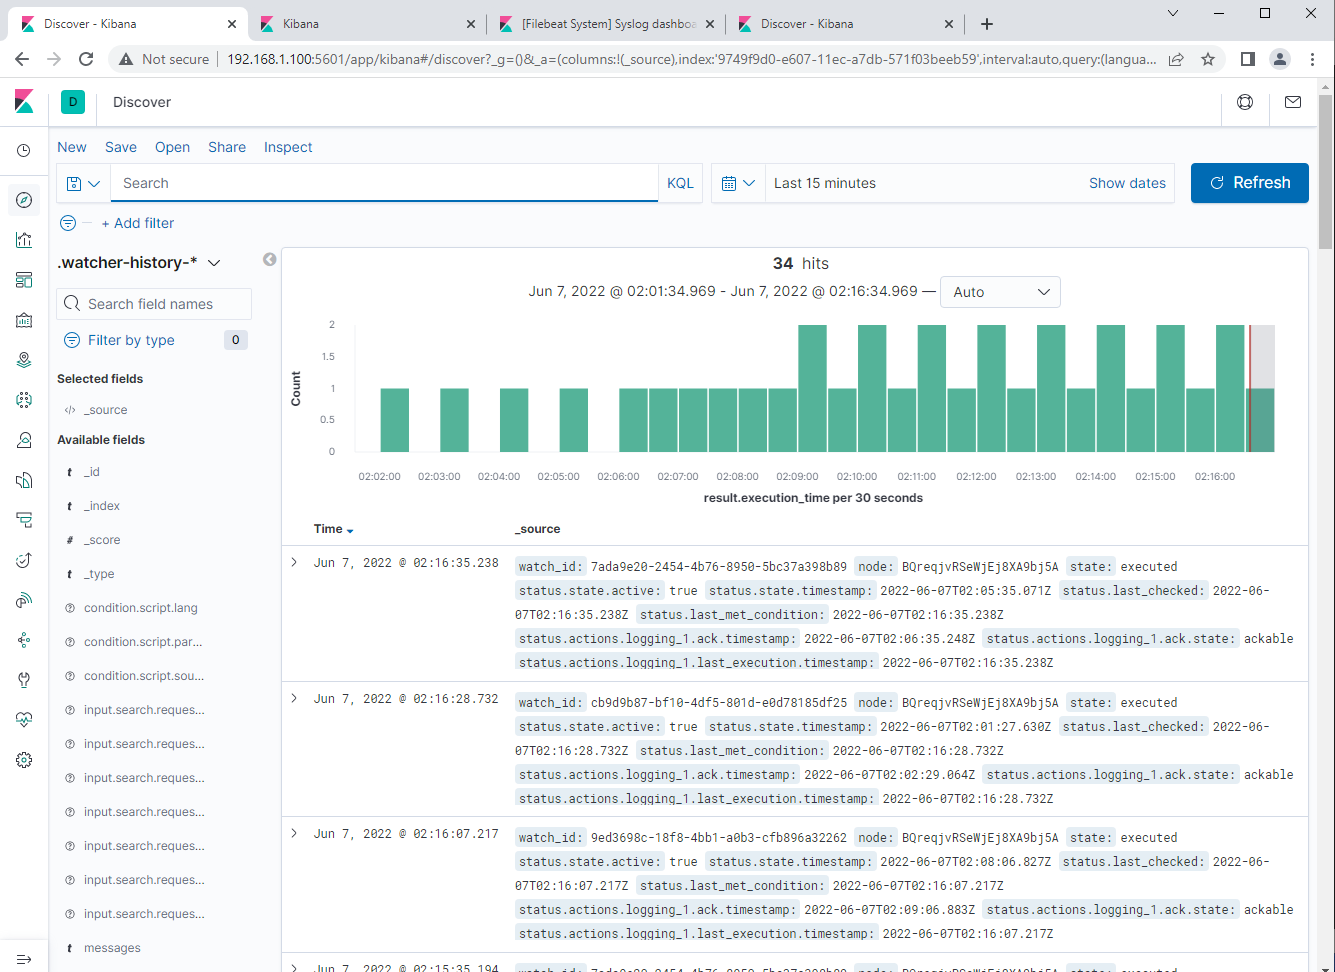 Discover - Kibana
Kibana
[Filebeat System] Syslog dashboa
Discover - Kibana
Not secure
192.168.1.100:5601/app/kibana#/discover?_g=()&_a=(columns:!(_source),index:'9749f9d0-e607-11ec-a7db-571f03beeb59',interval:auto,query:(langua...
D
Discover
New Save Open Share Inspect
Search
KQL
Last 15 minutes
Show dates
Refresh
+ Add filter
.watcher-history-*
Search field names
Filter by type 0
Selected fields
_source
Available fields
t _id
t _index
# _score
t _type
condition.script.lang
condition.script.par...
condition.script.sou...
input.search.reques...
input.search.reques...
input.search.reques...
input.search.reques...
input.search.reques...
input.search.reques...
input.search.reques...
t messages
34 hits
Jun 7, 2022 @ 02:01:34.969 - Jun 7, 2022 @ 02:16:34.969 — Auto
Count
2
1.5
1
0.5
0
02:02:00 02:03:00 02:04:00 02:05:00 02:06:00 02:07:00 02:08:00 02:09:00 02:10:00 02:11:00 02:12:00 02:13:00 02:14:00 02:15:00 02:16:00
result.execution_time per 30 seconds
Time _source
Jun 7, 2022 @ 02:16:35.238 watch_id: 7ada9e20-2454-4b76-8950-5bc37a398b89 node: BQreqjvRSeWjEj8XA9bj5A state: executed
status.state.active: true status.state.timestamp: 2022-06-07T02:05:35.071Z status.last_checked: 2022-06-
07T02:16:35.238Z status.last_met_condition: 2022-06-07T02:16:35.238Z
status.actions.logging_1.ack.timestamp: 2022-06-07T02:06:35.248Z status.actions.logging_1.ack.state: ackable
status.actions.logging_1.last_execution.timestamp: 2022-06-07T02:16:35.238Z
Jun 7, 2022 @ 02:16:28.732 watch_id: cb9d9b87-bf10-4df5-801d-e0d78185df25 node: BQreqjvRSeWjEj8XA9bj5A state: executed
status.state.active: true status.state.timestamp: 2022-06-07T02:01:27.630Z status.last_checked: 2022-06-
07T02:16:28.732Z status.last_met_condition: 2022-06-07T02:16:28.732Z
status.actions.logging_1.ack.timestamp: 2022-06-07T02:02:29.064Z status.actions.logging_1.ack.state: ackable
status.actions.logging_1.last_execution.timestamp: 2022-06-07T02:16:28.732Z
Jun 7, 2022 @ 02:16:07.217 watch_id: 9ed3698c-18f8-4bb1-a0b3-cfb896a32262 node: BQreqjvRSeWjEj8XA9bj5A state: executed
status.state.active: true status.state.timestamp: 2022-06-07T02:08:06.827Z status.last_checked: 2022-06-
07T02:16:07.217Z status.last_met_condition: 2022-06-07T02:16:07.217Z
status.actions.logging_1.ack.timestamp: 2022-06-07T02:09:06.883Z status.actions.logging_1.ack.state: ackable
status.actions.logging_1.last_execution.timestamp: 2022-06-07T02:16:07.217Z
Jun 7, 2022 @ 02:15:35.194